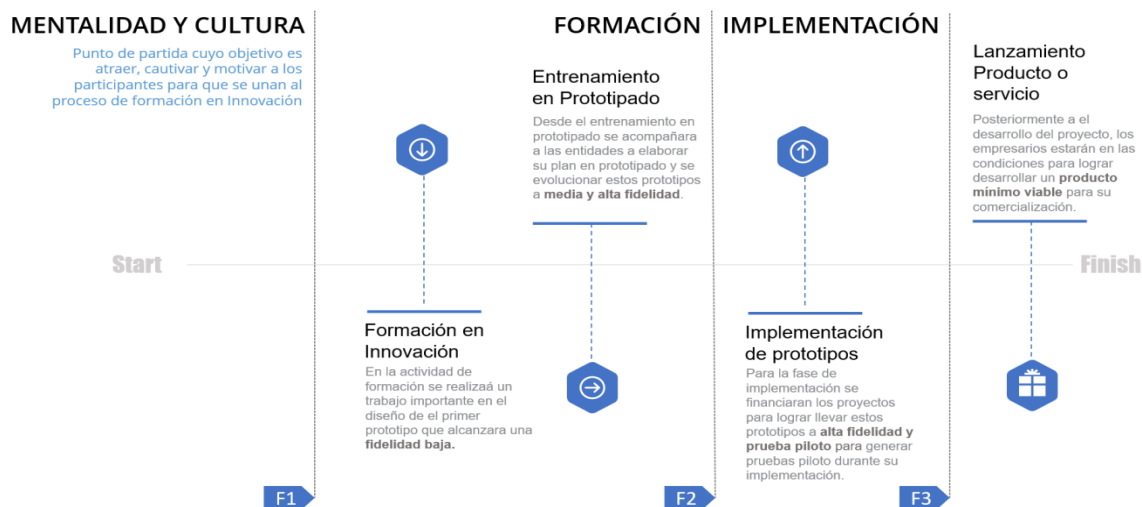 MENTALIDAD Y CULTURA
Punto de partida cuyo objetivo es
atraer, cautivar y motivar a los
participantes para que se unan al
proceso de formación en Innovación
FORMACIÓN
IMPLEMENTACIÓN
Entrenamiento
en Prototipado
Desde el entrenamiento en
prototipado se acompañara
a las entidades a elaborar
su plan en prototipado y se
evolucionar estos prototipos
a media y alta fidelidad.
Lanzamiento
Producto o
servicio
Posteriormente a el
desarrollo del proyecto, los
empresarios estarán en las
condiciones para lograr
desarrollar un producto
mínimo viable para su
comercialización.
Start
Finish
Formación en
Innovación
En la actividad de
formación se realizaá un
trabajo importante en el
diseño de el primer
prototipo que alcanzara una
fidelidad baja.
Implementación
de prototipos
Para la fase de
implementación se
financiaran los proyectos
para lograr llevar estos
prototipos a alta fidelidad y
prueba piloto para generar
pruebas piloto durante su
implementación.
F1
F2
F3